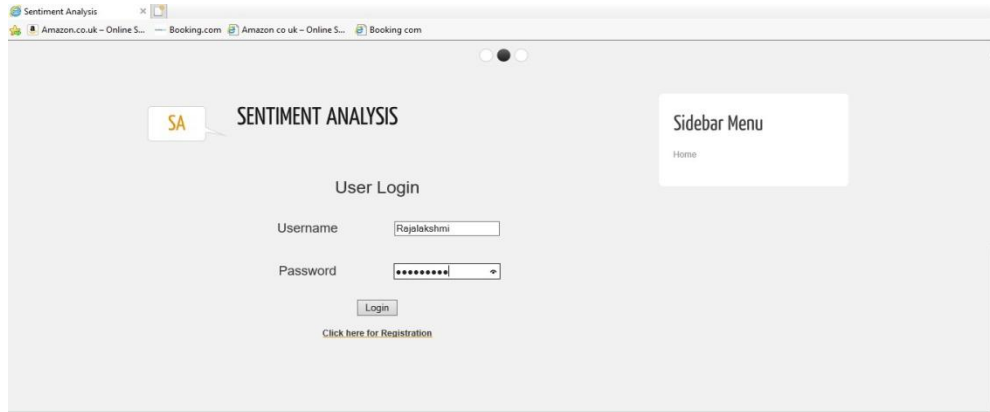 Sentiment Analysis
Amazon.co.uk – Online S... Booking.com Amazon co uk – Online S... Booking com
SA
SENTIMENT ANALYSIS
Sidebar Menu
Home
User Login
Username Rajalakshmi
Password •••••••••
Login
Click here for Registration